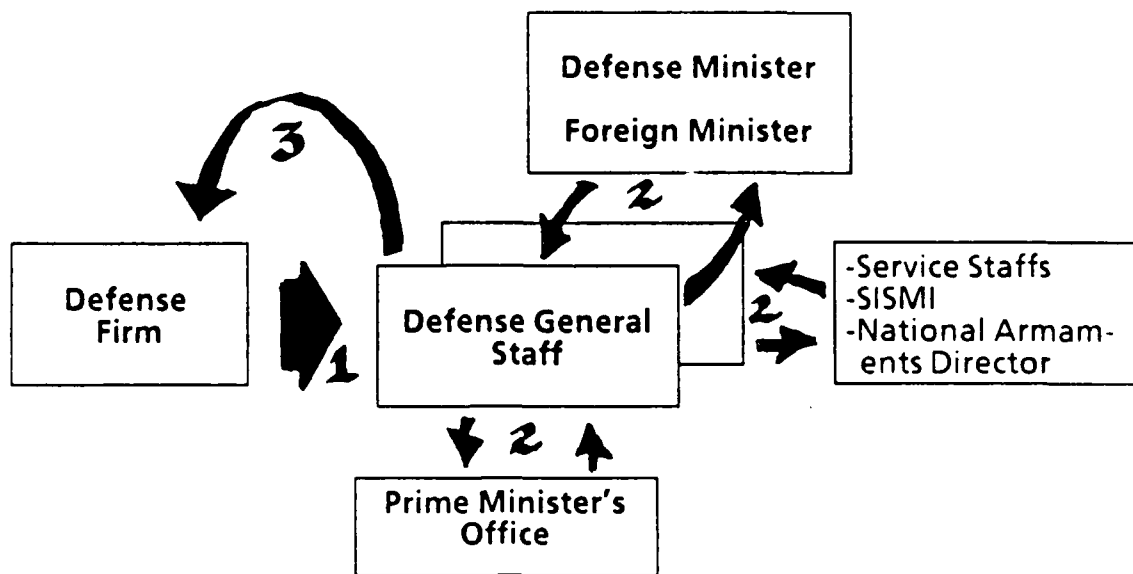 Defense Minister
Foreign Minister
3
2
Defense
Firm
1
Defense General
Staff
2
-Service Staffs
-SISMI
-National Armam-
ents Director
2
Prime Minister's
Office